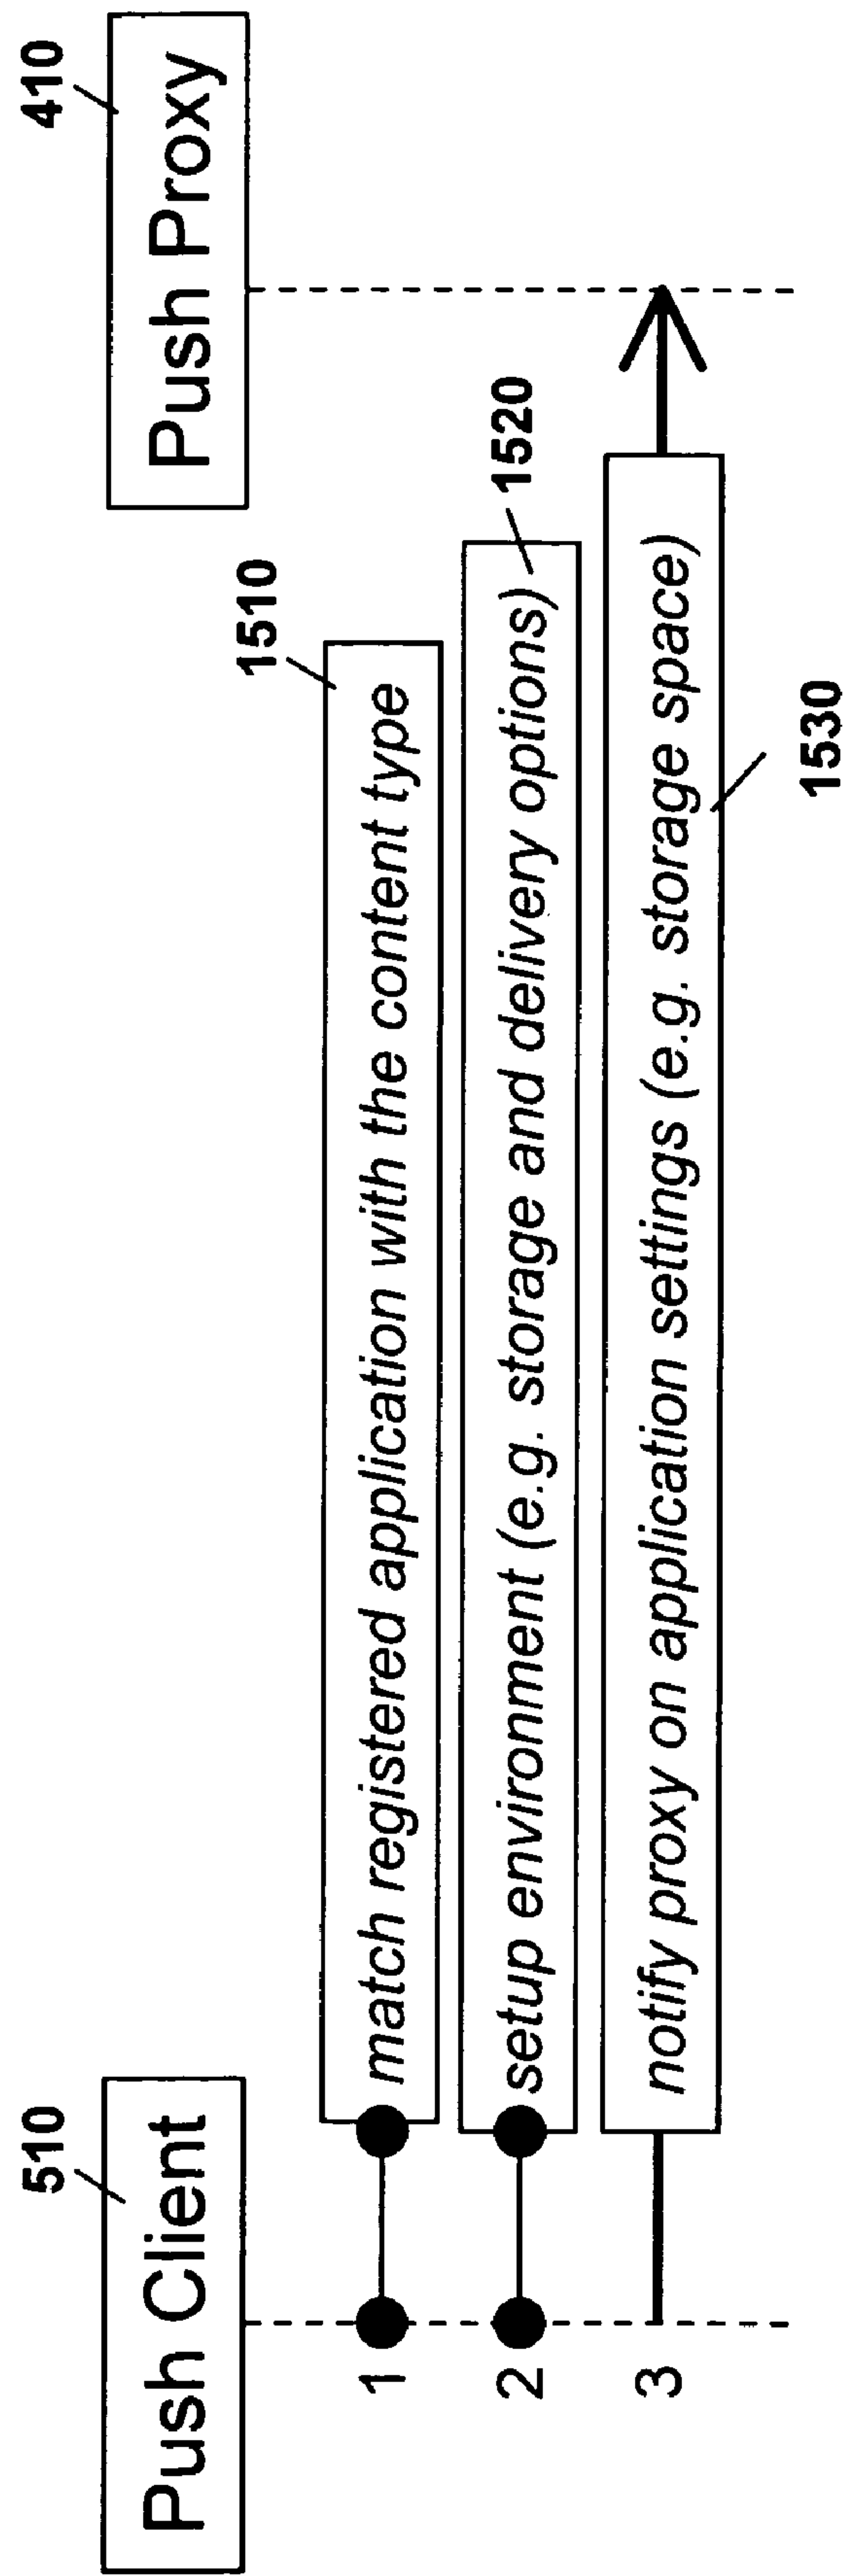 510
410
Push Client
Push Proxy
1510
1
match registered application with the content type
1520
2
setup environment (e.g. storage and delivery options)
3
notify proxy on application settings (e.g. storage space)
1530